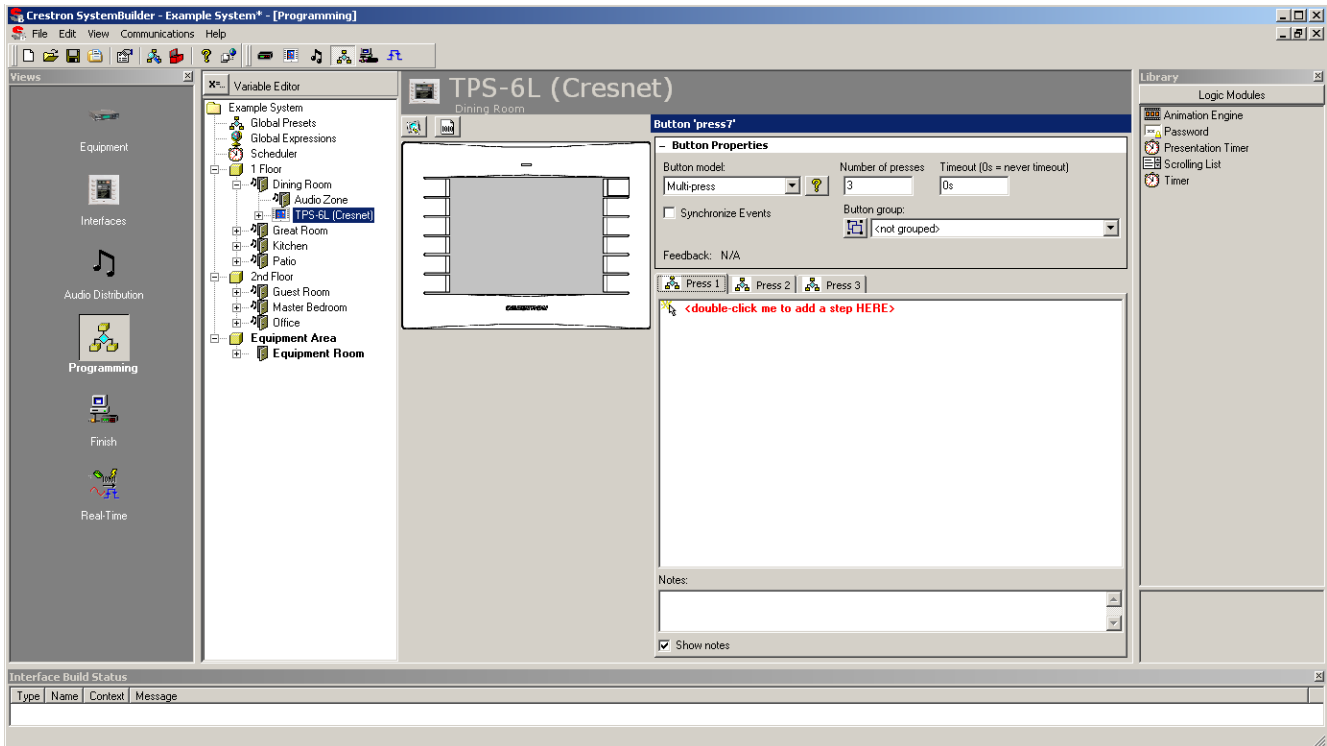 Crestron SystemBuilder - Example System* - [Programming]
File Edit View Communications Help
Views
Equipment
Interfaces
Audio Distribution
Programming
Finish
Real-Time
X=... Variable Editor
Example System
Global Presets
Global Expressions
Scheduler
1 Floor
Dining Room
Audio Zone
TPS-6L (Cresnet)
Great Room
Kitchen
Patio
2nd Floor
Guest Room
Master Bedroom
Office
Equipment Area
Equipment Room
TPS-6L (Cresnet)
Dining Room
CRESTRON
Button 'press7'
– Button Properties
Button model: Number of presses Timeout (0s = never timeout)
Multi-press ? 3 0s
Synchronize Events
Button group:
<not grouped>
Feedback: N/A
Press 1 Press 2 Press 3
<double-click me to add a step HERE>
Notes:
Show notes
Library
Logic Modules
Animation Engine
Password
Presentation Timer
Scrolling List
Timer
Interface Build Status
Type Name Context Message